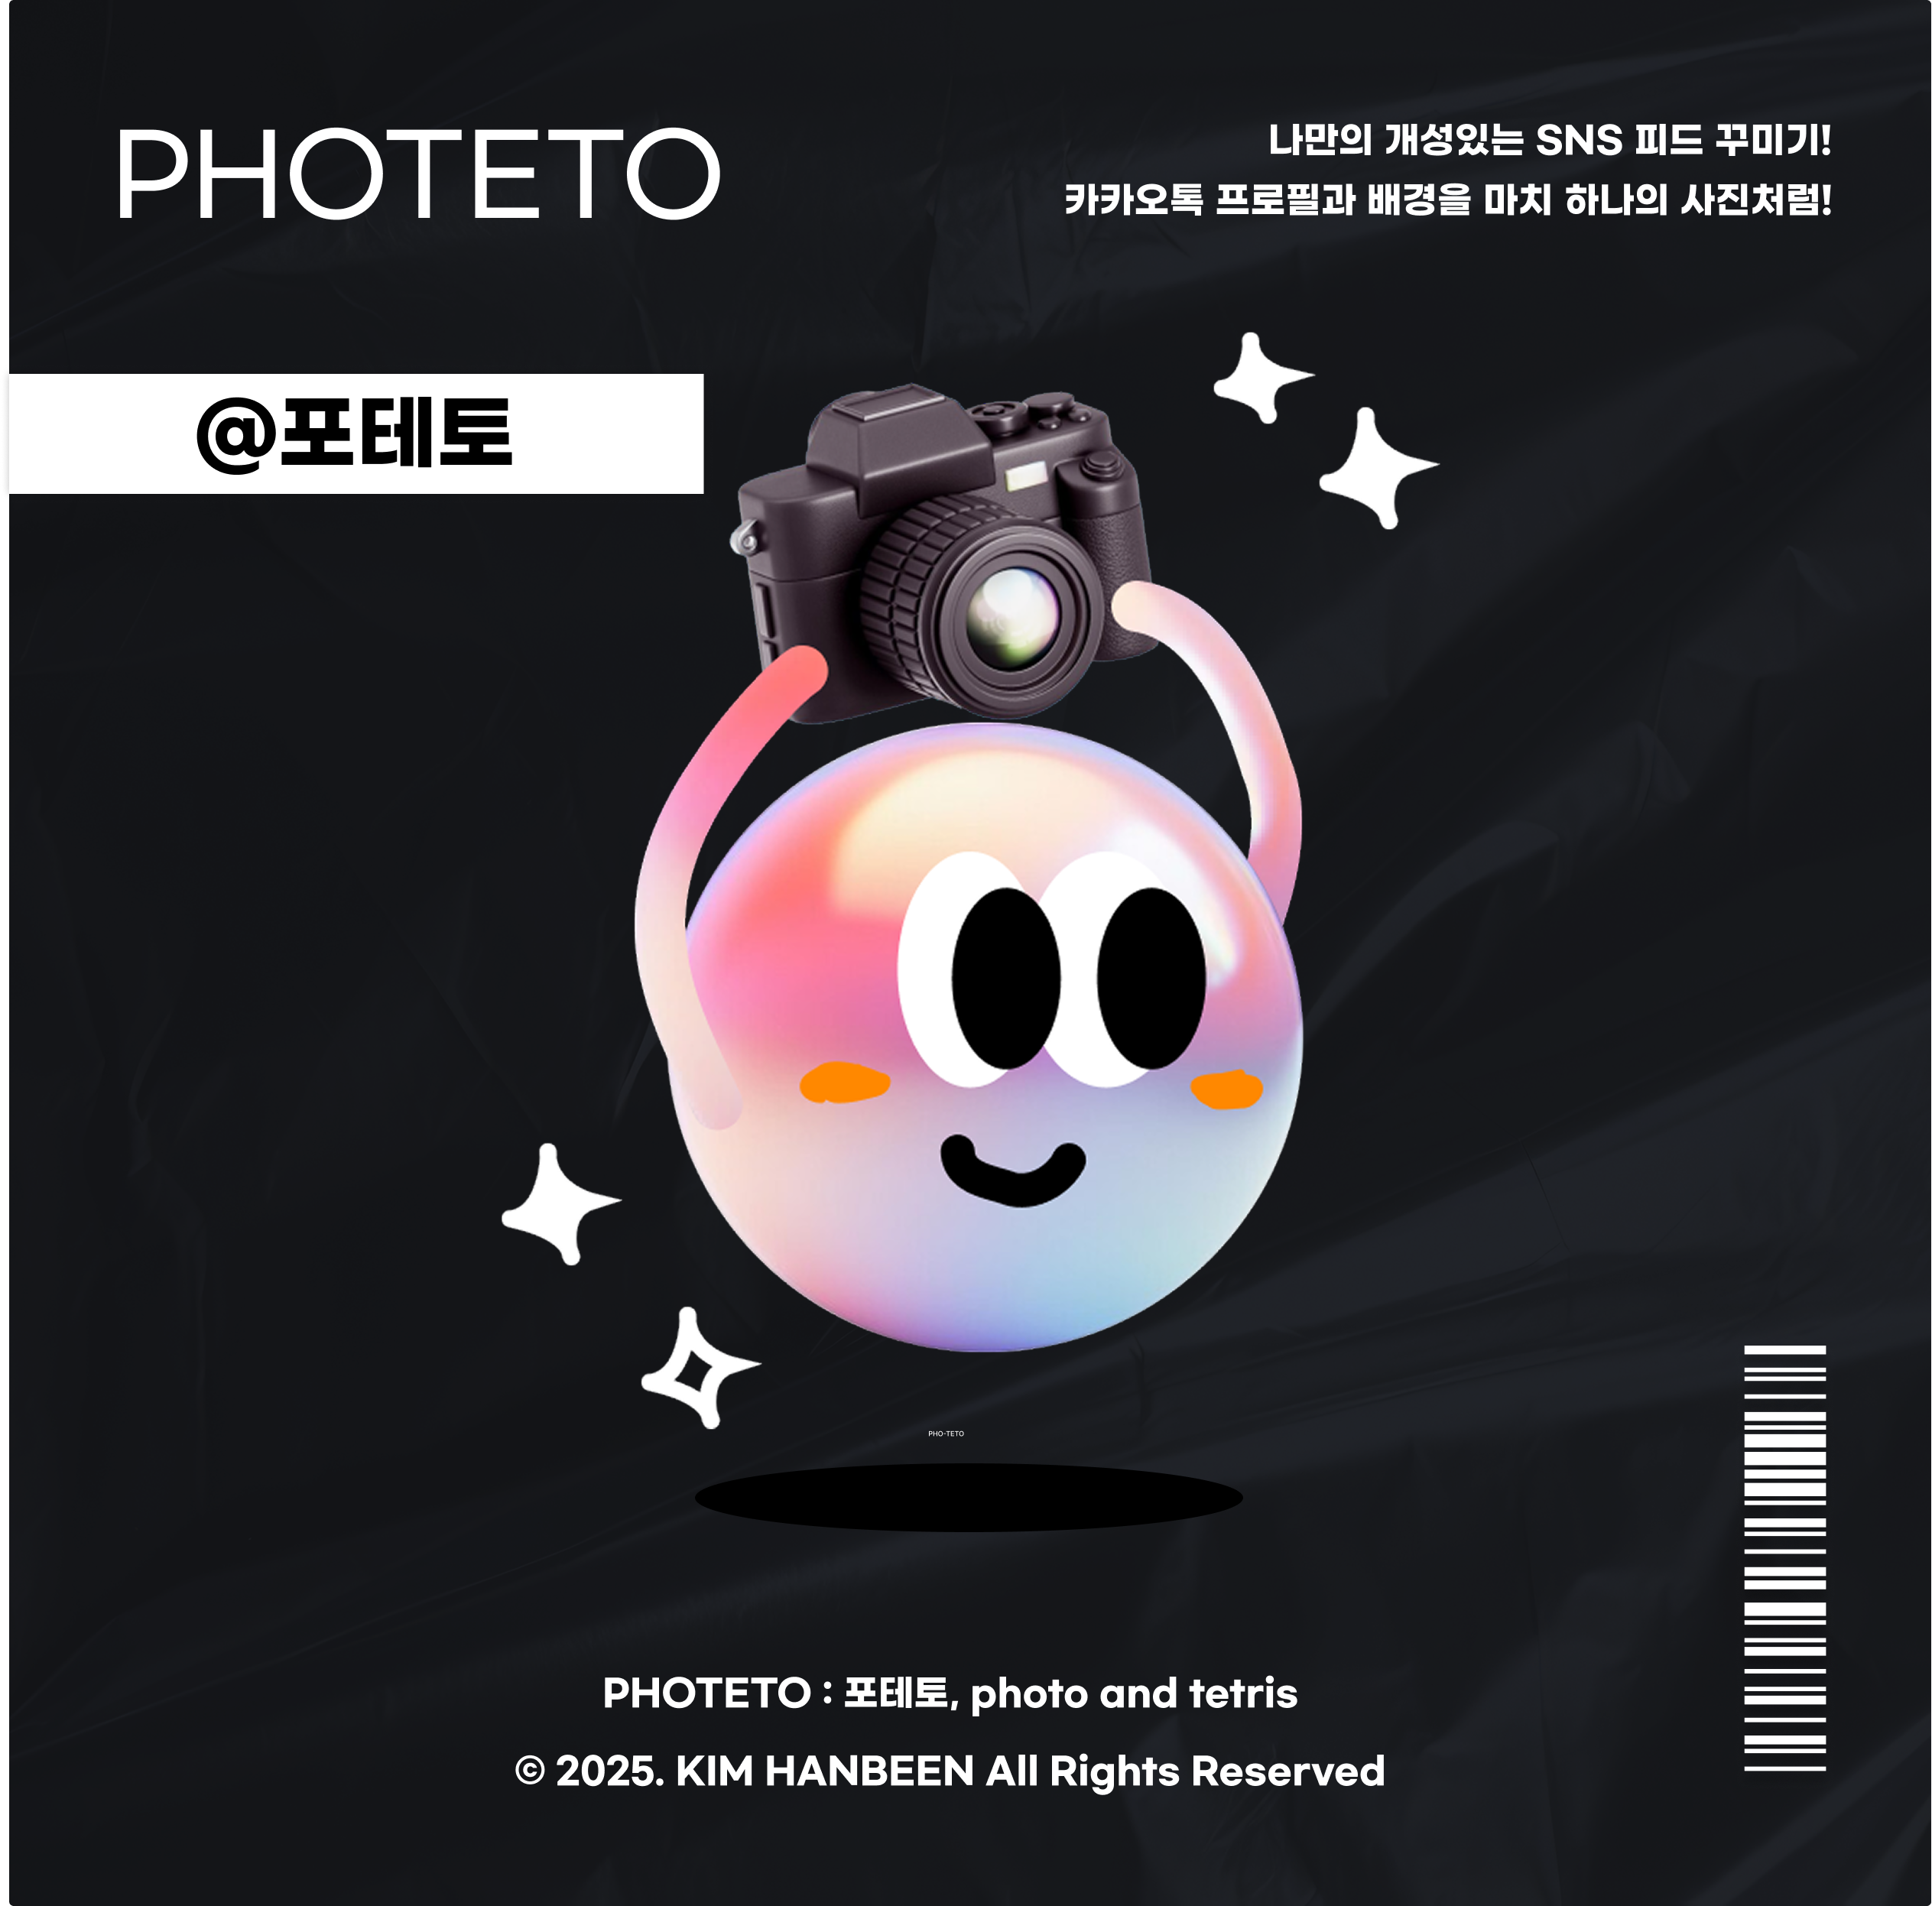 PHOTETO
나만의 개성있는 SNS 피드 꾸미기!
카카오톡 프로필과 배경을 마치 하나의 사진처럼!
@포테토
PHO-TETO
PHOTETO : 포테토, photo and tetris
© 2025. KIM HANBEEN All Rights Reserved